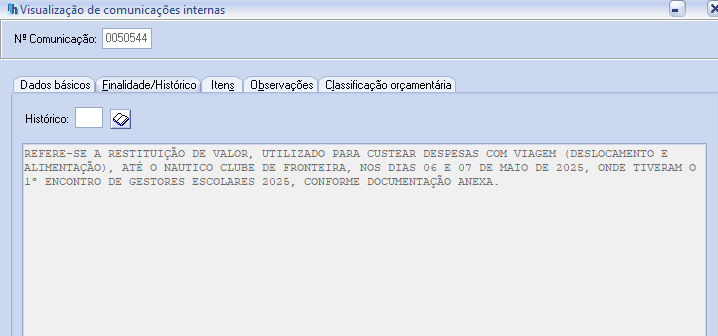 Visualização de comunicações internas
Nº Comunicação: 0050544
Dados básicos Finalidade/Histórico Itens Observações Classificação orçamentária
Histórico:
REFERE-SE A RESTITUIÇÃO DE VALOR, UTILIZADO PARA CUSTEAR DESPESAS COM VIAGEM (DESLOCAMENTO E
ALIMENTAÇÃO), ATÉ O NAUTICO CLUBE DE FRONTEIRA, NOS DIAS 06 E 07 DE MAIO DE 2025, ONDE TIVERAM O
1° ENCONTRO DE GESTORES ESCOLARES 2025, CONFORME DOCUMENTAÇÃO ANEXA.